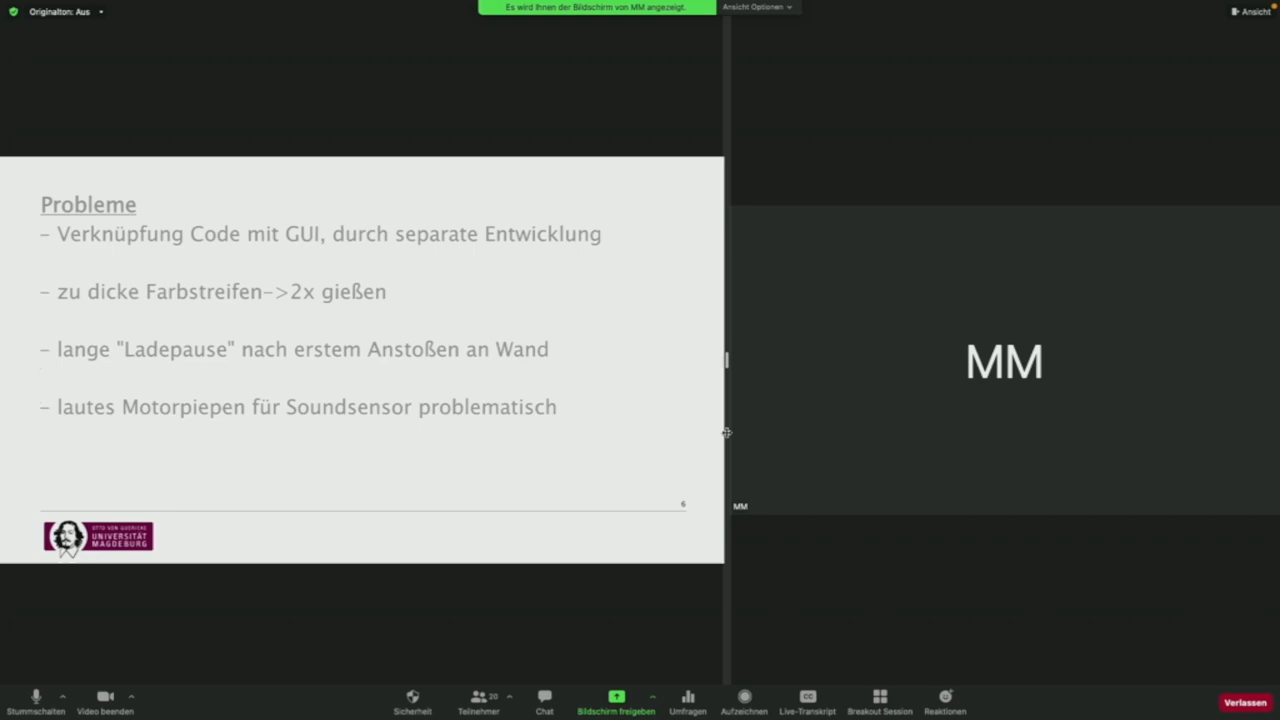 Originalton: Aus
Es wird Ihnen der Bildschirm von MM angezeigt.
Ansicht Optionen
Ansicht
Probleme
- Verknüpfung Code mit GUI, durch separate Entwicklung
- zu dicke Farbstreifen->2x gießen
- lange "Ladepause" nach erstem Anstoßen an Wand
- lautes Motorpiepen für Soundsensor problematisch
6
OTTO VON GUERICKE
UNIVERSITÄT
MAGDEBURG
MM
MM
Stummschalten
Video beenden
Sicherheit
Teilnehmer
20
Chat
Bildschirm freigeben
Umfragen
Aufzeichnen
CC
Live-Transkript
Breakout Session
Reaktionen
Verlassen